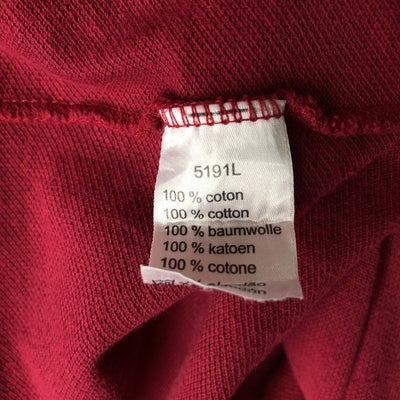 5191L
100 % coton
100 % cotton
100 % baumwolle
100 % katoen
100 % cotone